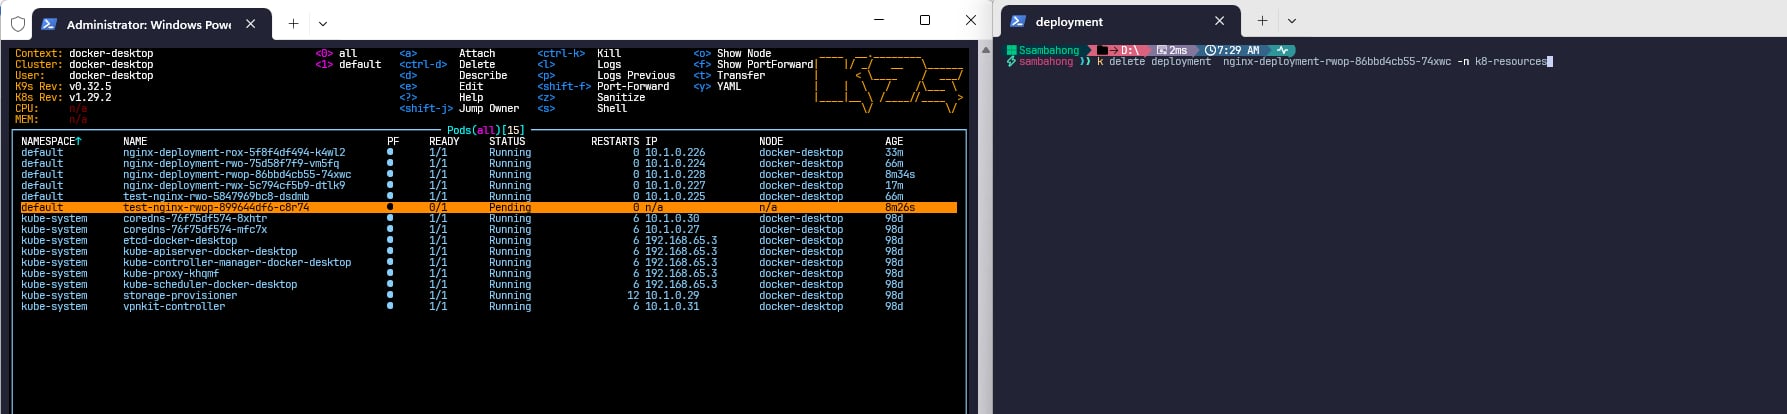 Administrator: Windows Powe
Context: docker-desktop <0> all <a> Attach <ctrl-k> Kill <o> Show Node
Cluster: docker-desktop <1> default <ctrl-d> Delete <l> Logs <f> Show PortForward
User: docker-desktop <d> Describe <p> Logs Previous <t> Transfer
K9s Rev: v0.32.5 <e> Edit <shift-f> Port-Forward <y> YAML
K8s Rev: v1.29.2 <?> Help <z> Sanitize
CPU: n/a <shift-j> Jump Owner <s> Shell
MEM: n/a
Pods(all)[15]
NAMESPACE↑ NAME PF READY STATUS RESTARTS IP NODE AGE
default nginx-deployment-rox-5f8f4df494-k4wl2 ● 1/1 Running 0 10.1.0.226 docker-desktop 33m
default nginx-deployment-rwo-75d58f7f9-vm5fq ● 1/1 Running 0 10.1.0.224 docker-desktop 66m
default nginx-deployment-rwop-86bbd4cb55-74xwc ● 1/1 Running 0 10.1.0.228 docker-desktop 8m34s
default nginx-deployment-rwx-5c794cf5b9-dtlk9 ● 1/1 Running 0 10.1.0.227 docker-desktop 17m
default test-nginx-rwo-5847969bc8-dsdmb ● 1/1 Running 0 10.1.0.225 docker-desktop 66m
default test-nginx-rwop-899644df6-c8r74 ● 0/1 Pending 0 n/a n/a 8m26s
kube-system coredns-76f75df574-8xhtr ● 1/1 Running 6 10.1.0.30 docker-desktop 98d
kube-system coredns-76f75df574-mfc7x ● 1/1 Running 6 10.1.0.27 docker-desktop 98d
kube-system etcd-docker-desktop ● 1/1 Running 6 192.168.65.3 docker-desktop 98d
kube-system kube-apiserver-docker-desktop ● 1/1 Running 6 192.168.65.3 docker-desktop 98d
kube-system kube-controller-manager-docker-desktop ● 1/1 Running 6 192.168.65.3 docker-desktop 98d
kube-system kube-proxy-khqmf ● 1/1 Running 6 192.168.65.3 docker-desktop 98d
kube-system kube-scheduler-docker-desktop ● 1/1 Running 6 192.168.65.3 docker-desktop 98d
kube-system storage-provisioner ● 1/1 Running 12 10.1.0.29 docker-desktop 98d
kube-system vpnkit-controller ● 1/1 Running 6 10.1.0.31 docker-desktop 98d
deployment
Ssambahong D:\ 2ms 7:29 AM
sambahong ⟩⟩ k delete deployment nginx-deployment-rwop-86bbd4cb55-74xwc -n k8-resources